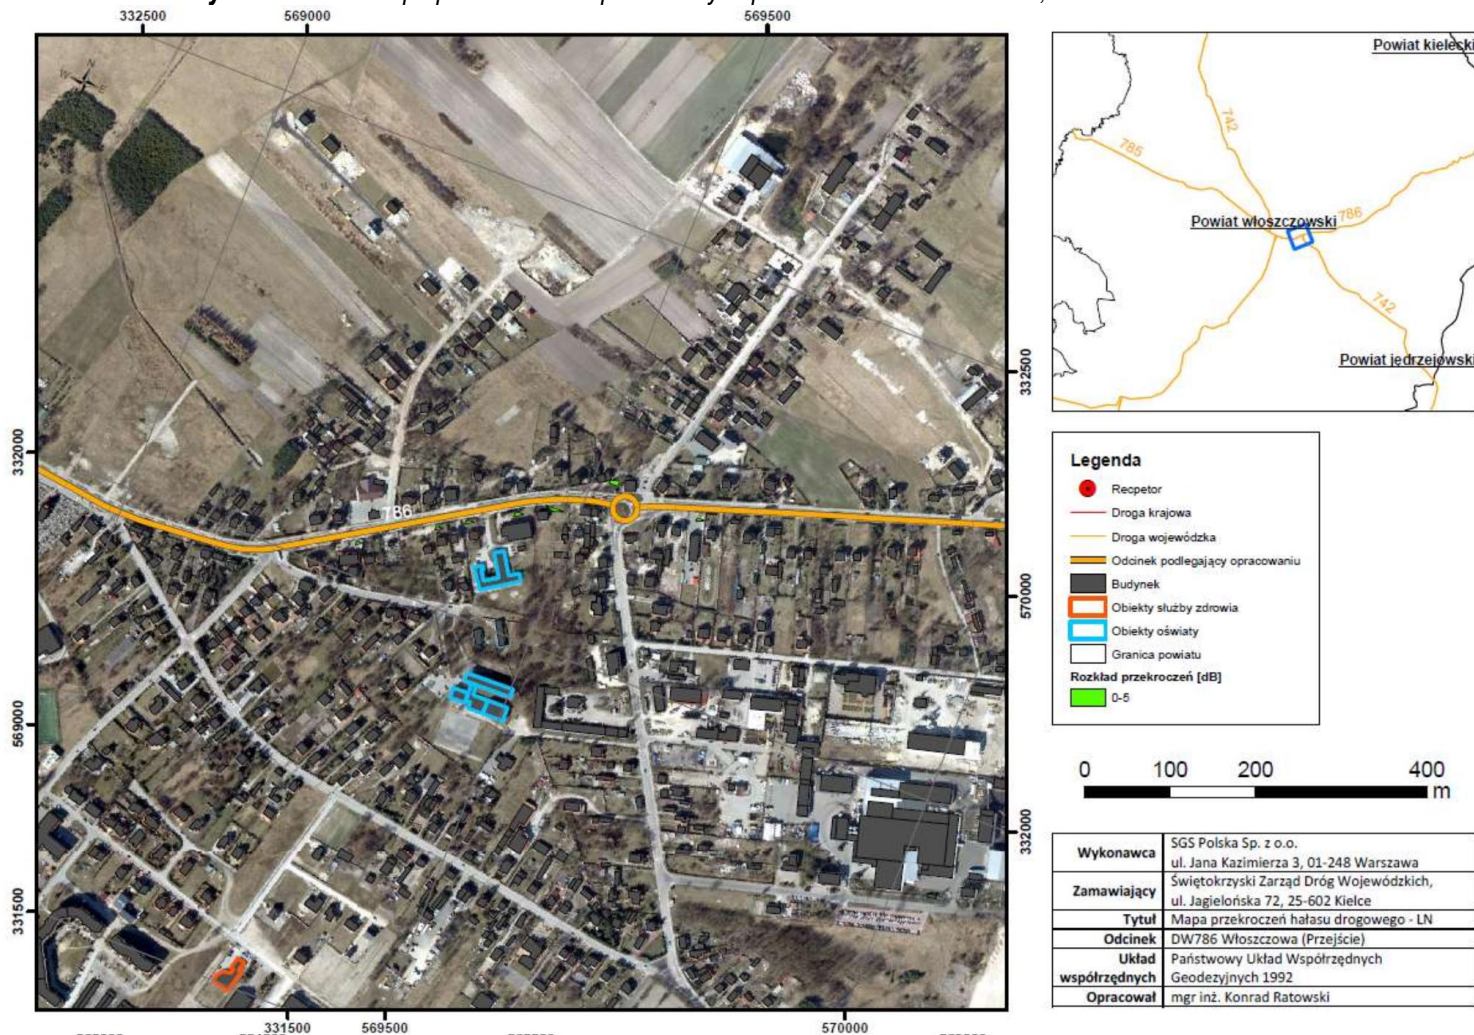 332500
569000
569500
N
W
E
332000
569000
331500
332500
570000
332000
331500
569500
570000
786
Powiat kielecki
742
785
786
Powiat włoszczowski
742
Powiat jędrzejowski
Legenda
Recpetor
Droga krajowa
Droga wojewódzka
Odcinek podlegający opracowaniu
Budynek
Obiekty służby zdrowia
Obiekty oświaty
Granica powiatu
Rozkład przekroczeń [dB]
0-5
0 100 200 400
m
Wykonawca SGS Polska Sp. z o.o.
ul. Jana Kazimierza 3, 01-248 Warszawa
Zamawiający Świętokrzyski Zarząd Dróg Wojewódzkich,
ul. Jagielońska 72, 25-602 Kielce
Tytuł Mapa przekroczeń hałasu drogowego - LN
Odcinek DW786 Włoszczowa (Przejście)
Układ Państwowy Układ Współrzędnych
współrzędnych Geodezyjnych 1992
Opracował mgr inż. Konrad Ratowski